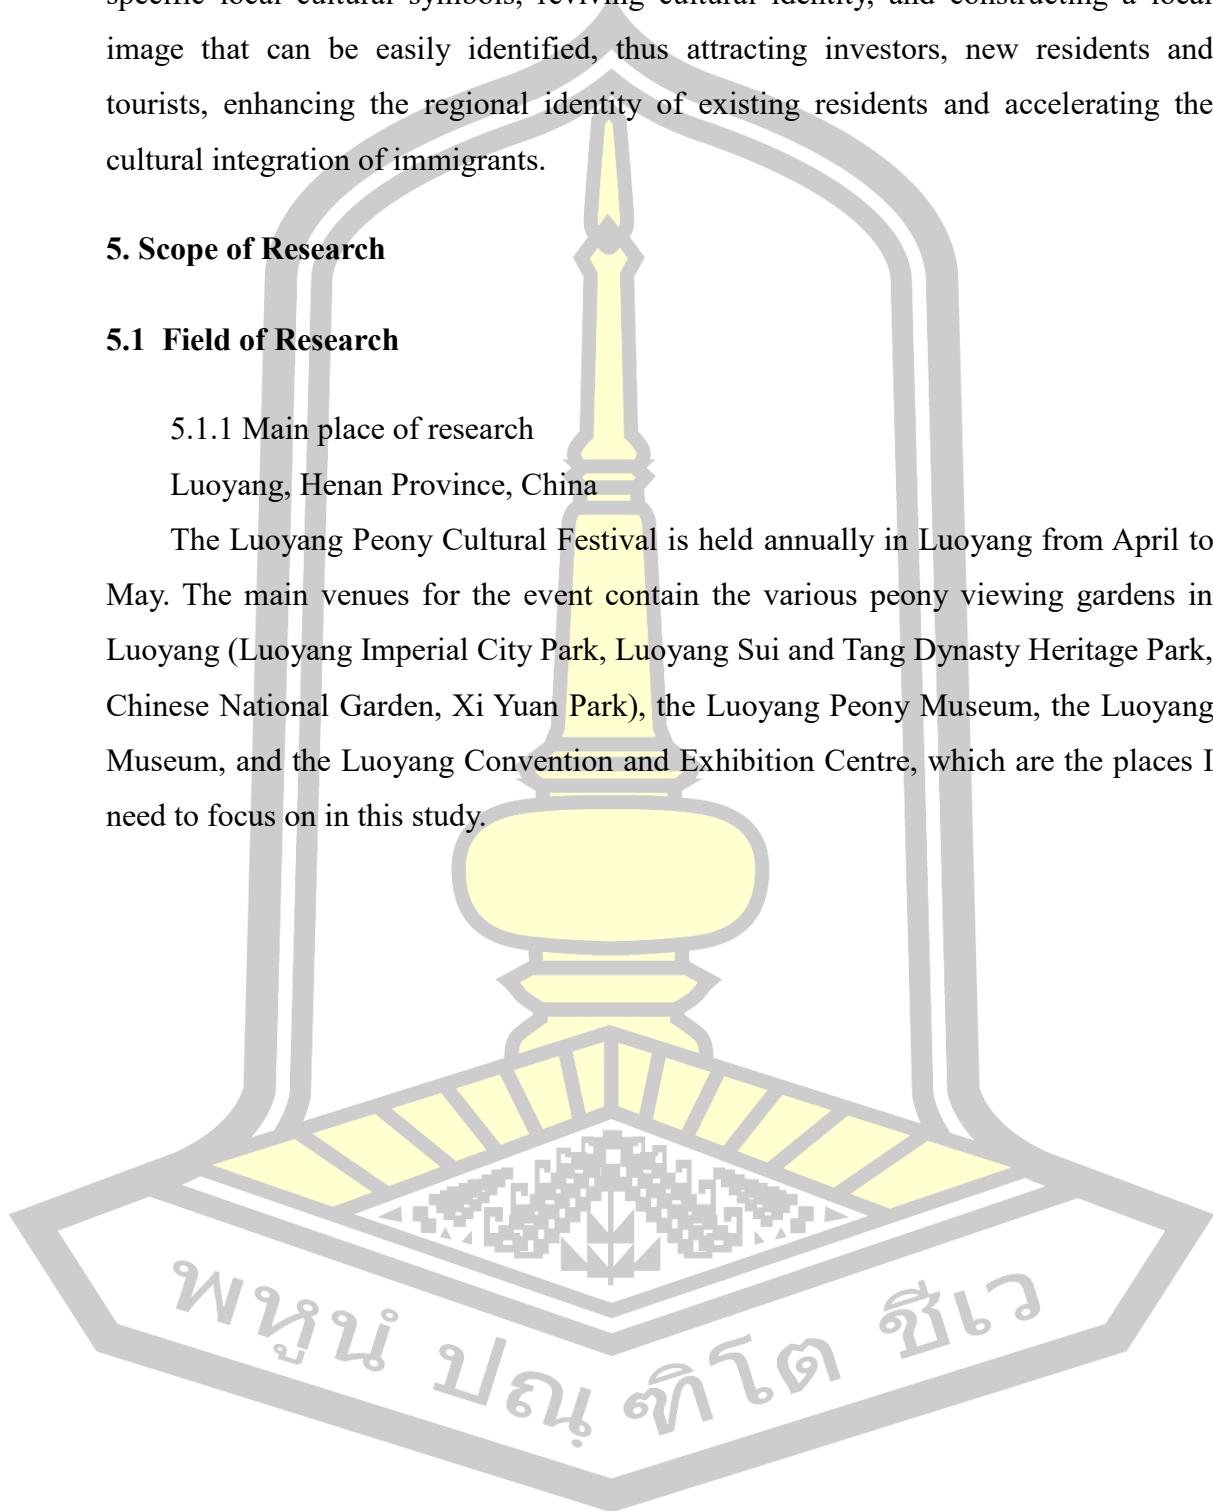 specific local cultural symbols, reviving cultural identity, and constructing a local
image that can be easily identified, thus attracting investors, new residents and
tourists, enhancing the regional identity of existing residents and accelerating the
cultural integration of immigrants.
5. Scope of Research
5.1 Field of Research
5.1.1 Main place of research
Luoyang, Henan Province, China
The Luoyang Peony Cultural Festival is held annually in Luoyang from April to
May. The main venues for the event contain the various peony viewing gardens in
Luoyang (Luoyang Imperial City Park, Luoyang Sui and Tang Dynasty Heritage Park,
Chinese National Garden, Xi Yuan Park), the Luoyang Peony Museum, the Luoyang
Museum, and the Luoyang Convention and Exhibition Centre, which are the places I
need to focus on in this study.
พหูนํ ปณฺฑิโต ชีเว